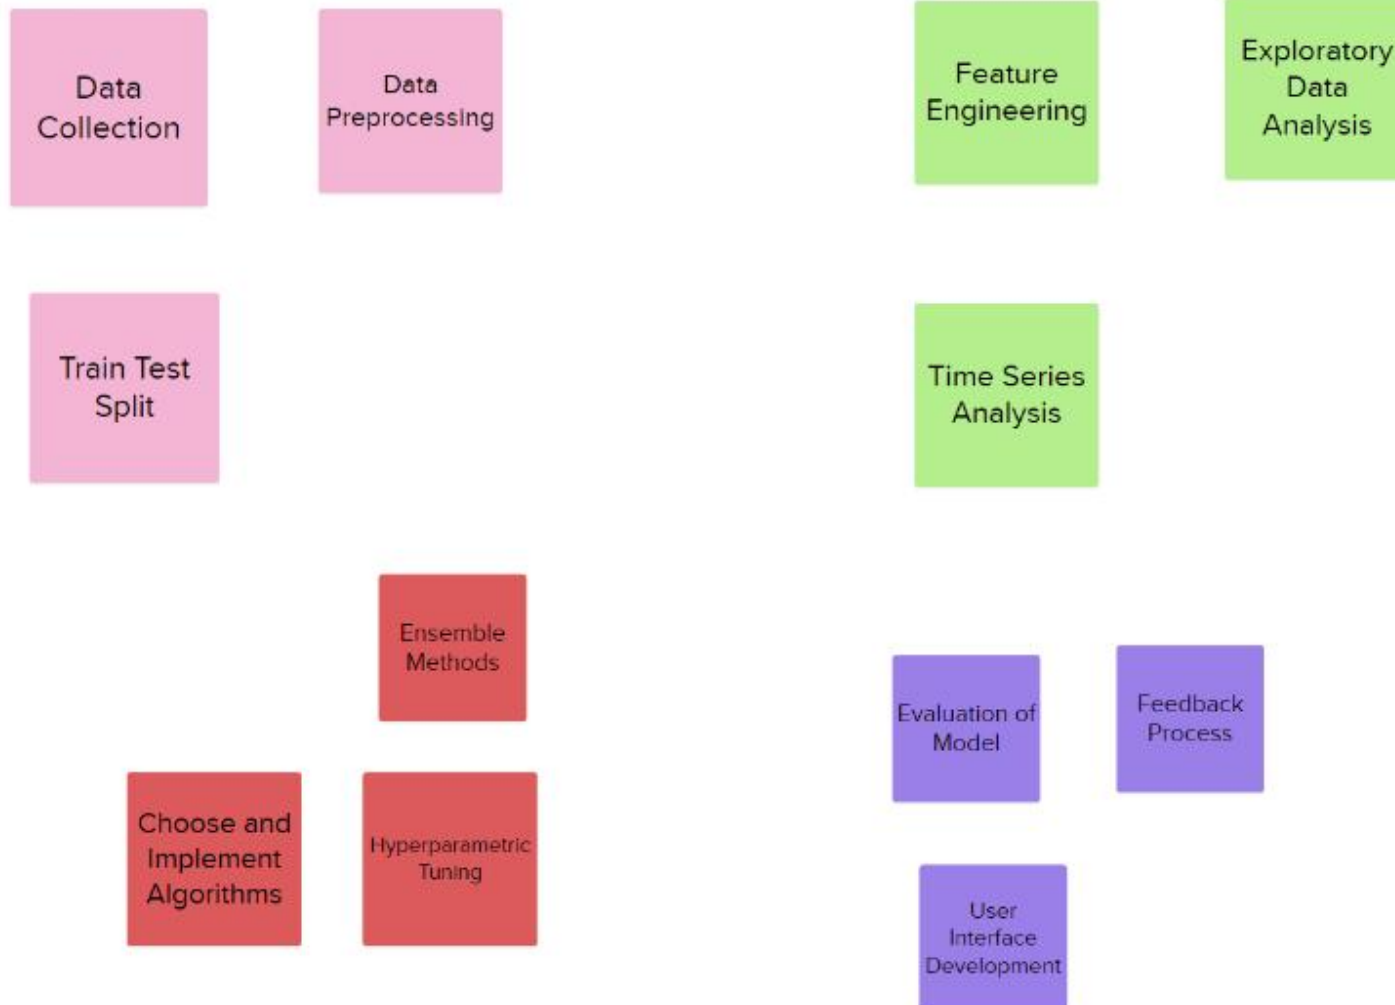 Data
Collection
Data
Preprocessing
Feature
Engineering
Exploratory
Data
Analysis
Train Test
Split
Time Series
Analysis
Ensemble
Methods
Choose and
Implement
Algorithms
Hyperparametric
Tuning
Evaluation of
Model
Feedback
Process
User
Interface
Development